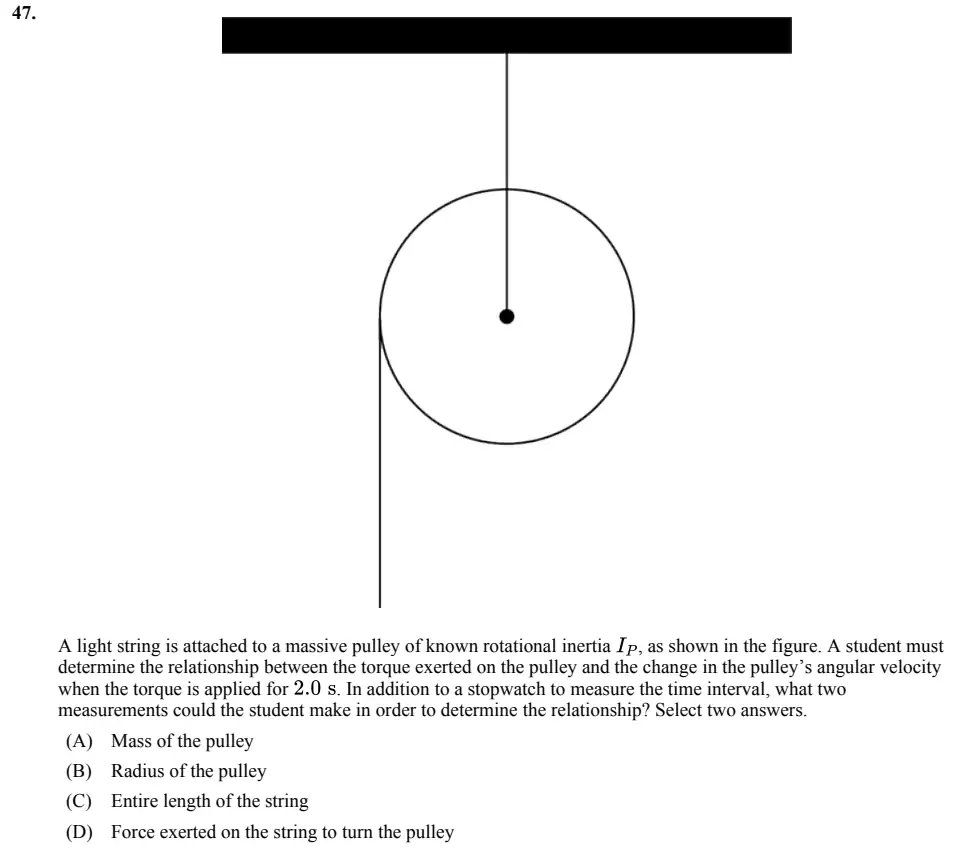 47.
A light string is attached to a massive pulley of known rotational inertia I_P, as shown in the figure. A student must
determine the relationship between the torque exerted on the pulley and the change in the pulley’s angular velocity
when the torque is applied for 2.0 s. In addition to a stopwatch to measure the time interval, what two
measurements could the student make in order to determine the relationship? Select two answers.
(A) Mass of the pulley
(B) Radius of the pulley
(C) Entire length of the string
(D) Force exerted on the string to turn the pulley